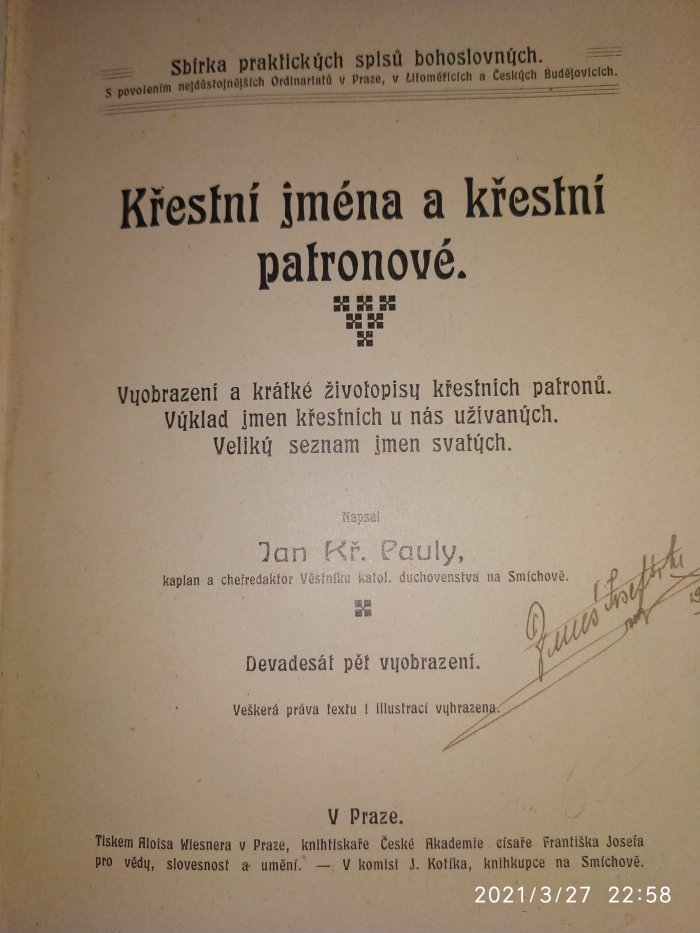 Sbírka praktických spisů bohoslovných.
S povolením nejdůstojnějších Ordinariatů v Praze, v Litoměřicích a Českých Budějovicích.
Křestní jména a křestní
patronové.
Vyobrazení a krátké životopisy křestních patronů.
Výklad jmen křestních u nás užívaných.
Veliký seznam jmen svatých.
Napsal
Jan Kř. Pauly,
kaplan a chefredaktor Věstníku katol. duchovenstva na Smíchově.
Devadesát pět vyobrazení.
Veškerá práva textu i illustrací vyhrazena.
V Praze.
Tiskem Aloisa Wiesnera v Praze, knihtiskaře České Akademie císaře Františka Josefa
pro vědy, slovesnost a umění. — V komisi J. Kotíka, knihkupce na Smíchově.
2021/3/27 22:58